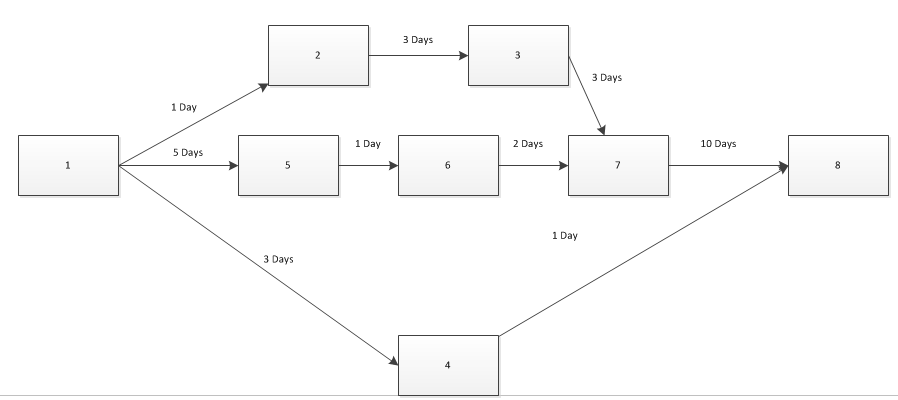 3 Days
2
3
3 Days
1 Day
5 Days
1 Day
2 Days
10 Days
1
5
6
7
8
1 Day
3 Days
4